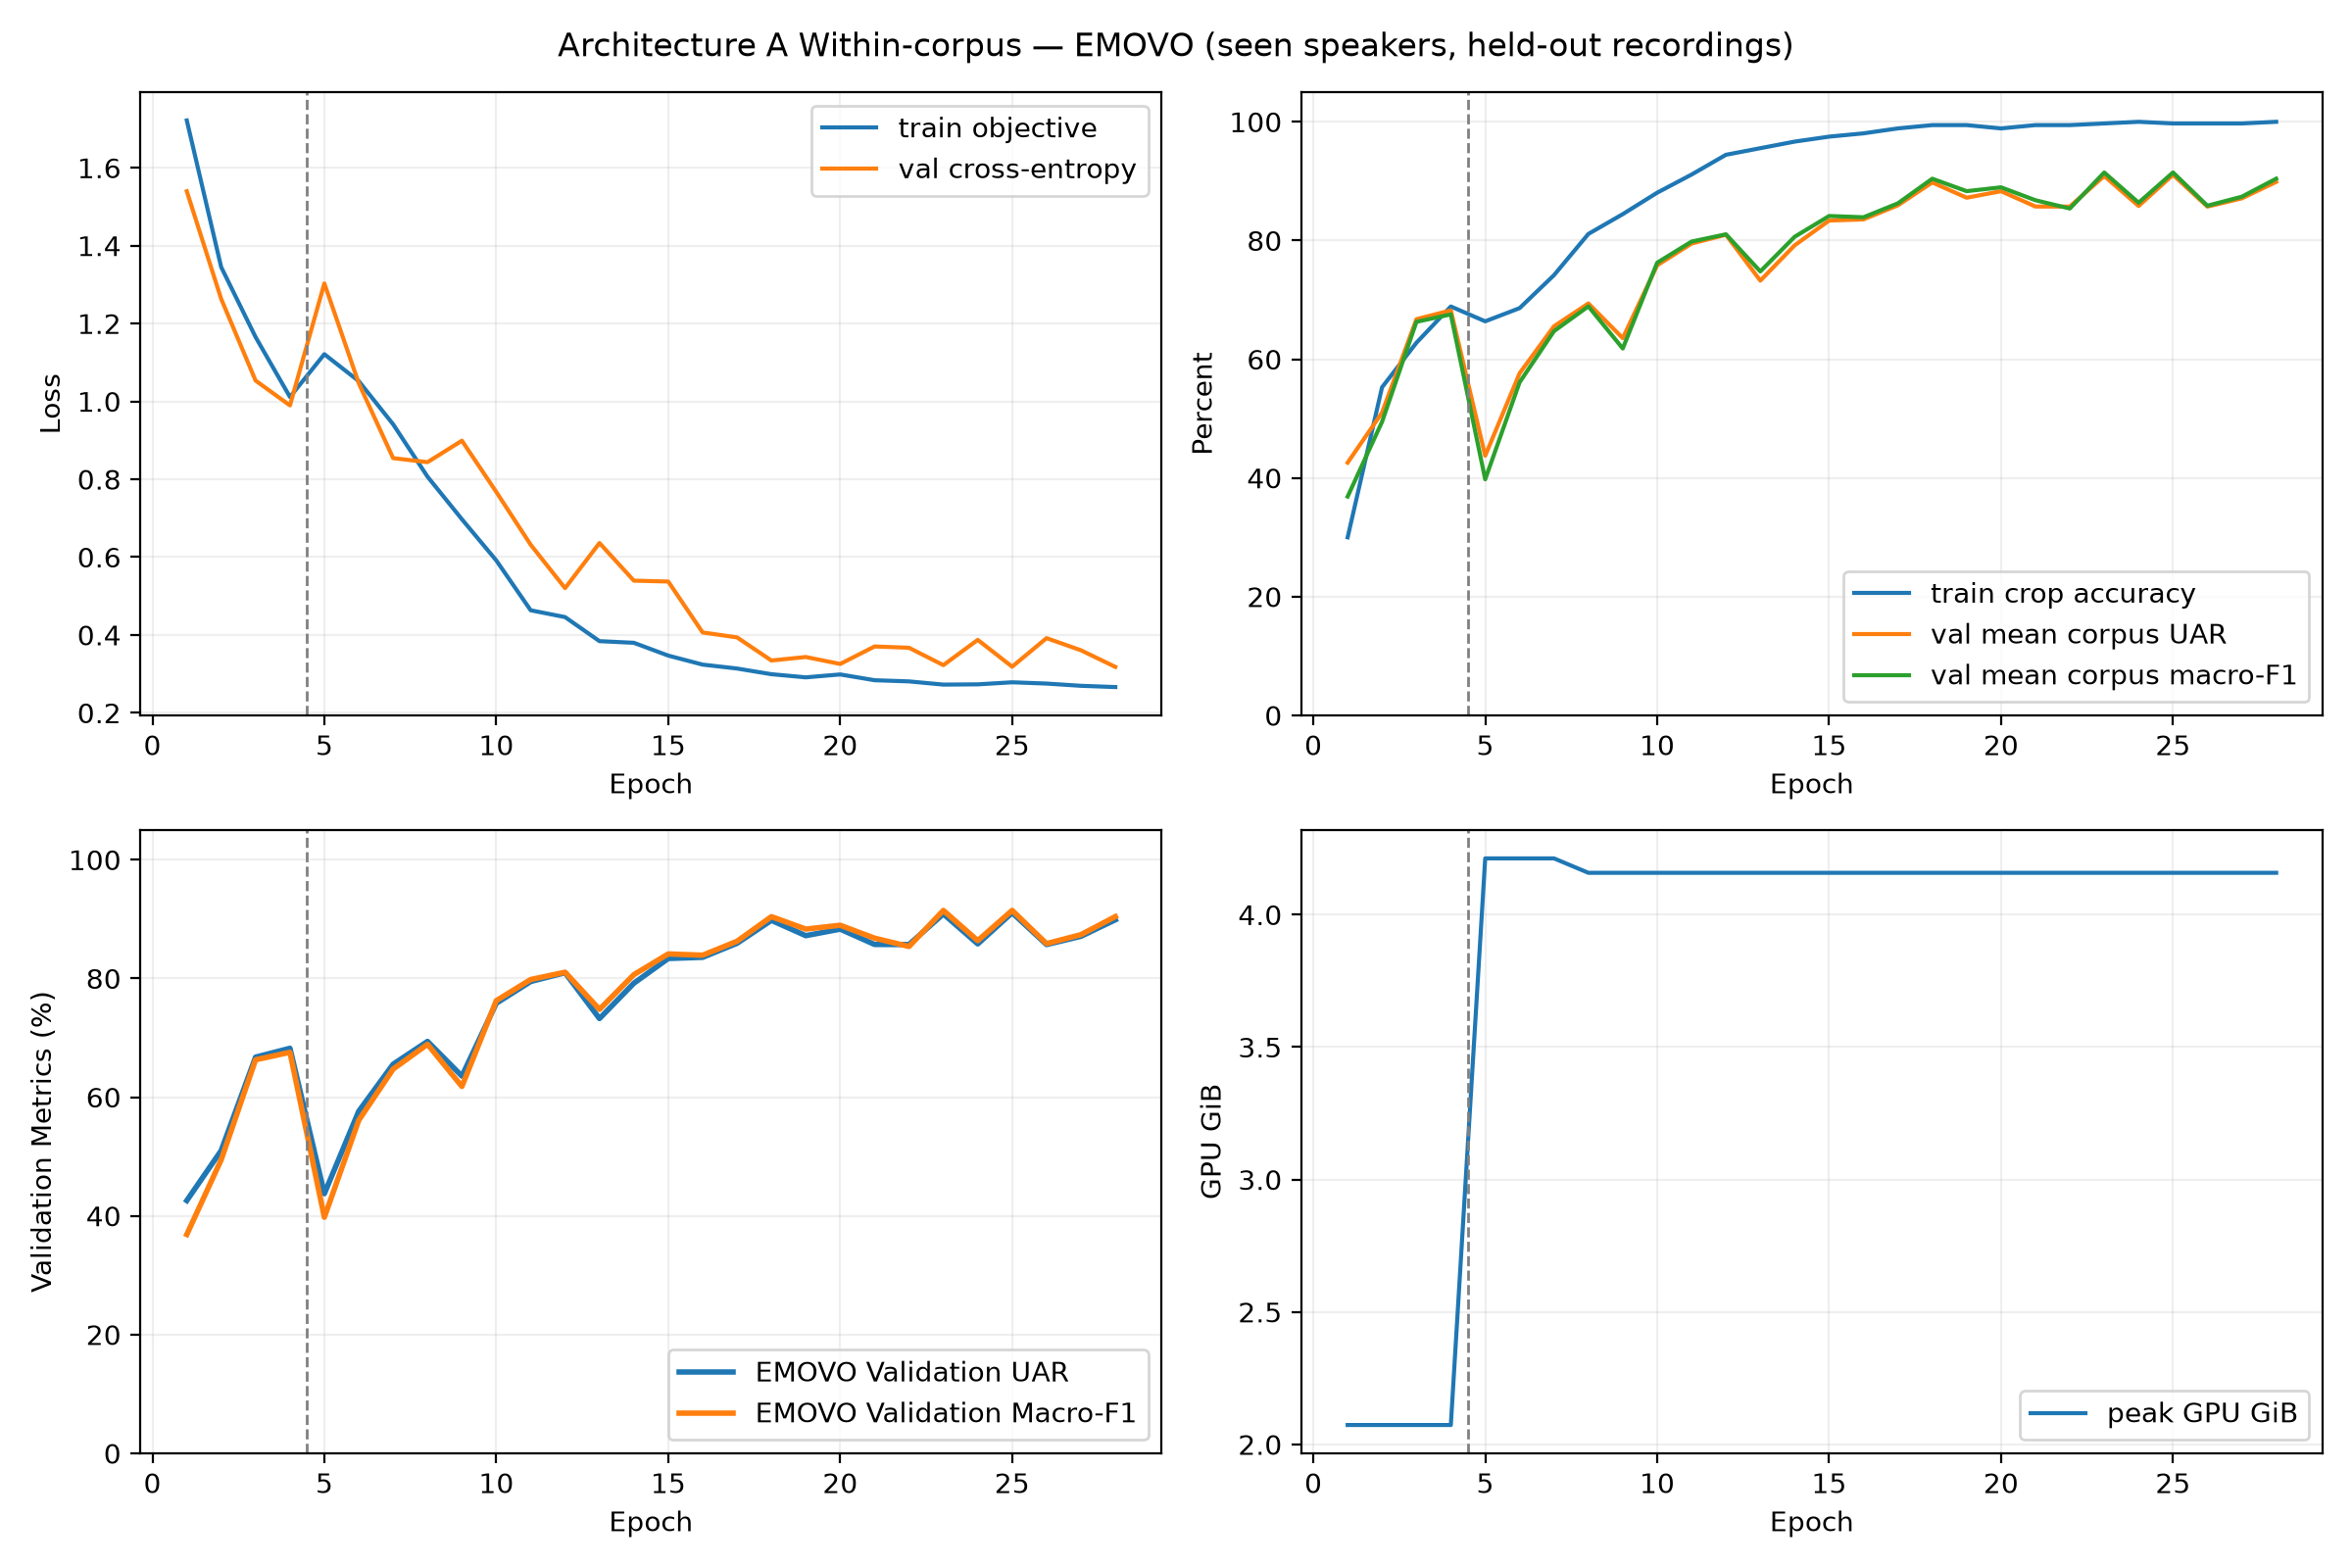 Architecture A Within-corpus — EMOVO (seen speakers, held-out recordings)
Loss
1.6
1.4
1.2
1.0
0.8
0.6
0.4
0.2
0 5 10 15 20 25
Epoch
train objective
val cross-entropy
Percent
100
80
60
40
20
0
0 5 10 15 20 25
Epoch
train crop accuracy
val mean corpus UAR
val mean corpus macro-F1
Validation Metrics (%)
100
80
60
40
20
0
0 5 10 15 20 25
Epoch
EMOVO Validation UAR
EMOVO Validation Macro-F1
GPU GiB
4.0
3.5
3.0
2.5
2.0
0 5 10 15 20 25
Epoch
peak GPU GiB